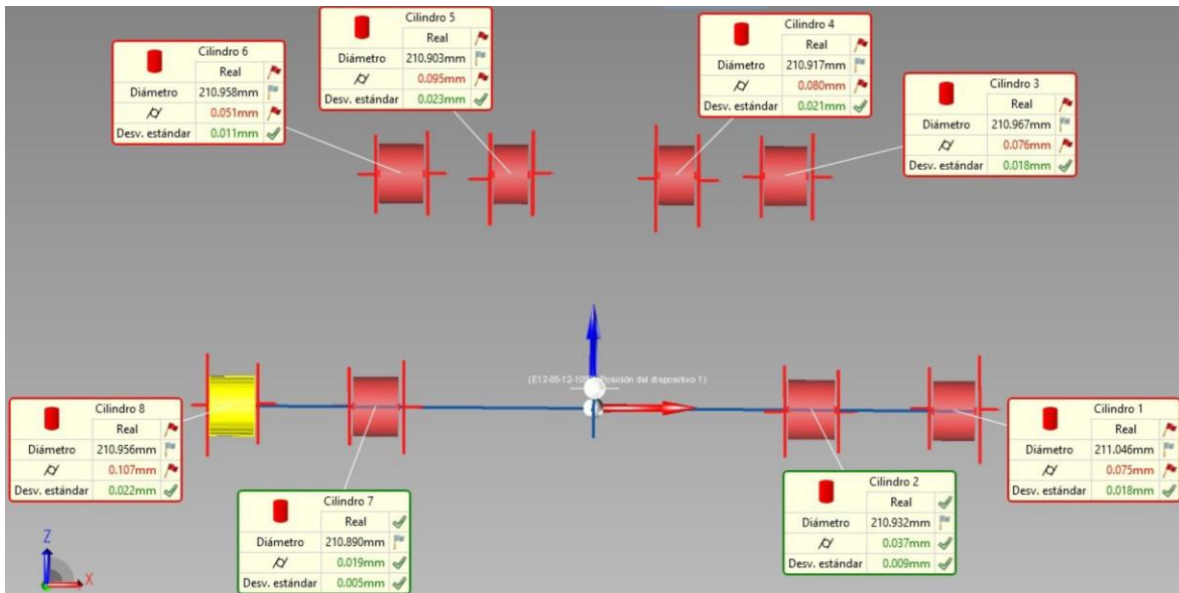 Cilindro 5
Real
Diámetro 210.903mm
0.095mm
Desv. estándar 0.023mm
Cilindro 4
Real
Diámetro 210.917mm
0.080mm
Desv. estándar 0.021mm
Cilindro 6
Real
Diámetro 210.958mm
0.051mm
Desv. estándar 0.011mm
Cilindro 3
Real
Diámetro 210.967mm
0.076mm
Desv. estándar 0.018mm
Posición del dispositivo 1)
Cilindro 8
Real
Diámetro 210.956mm
0.107mm
Desv. estándar 0.022mm
Cilindro 1
Real
Diámetro 211.046mm
0.075mm
Desv. estándar 0.018mm
Cilindro 7
Real
Diámetro 210.890mm
0.019mm
Desv. estándar 0.005mm
Cilindro 2
Real
Diámetro 210.932mm
0.037mm
Desv. estándar 0.009mm
Z
X